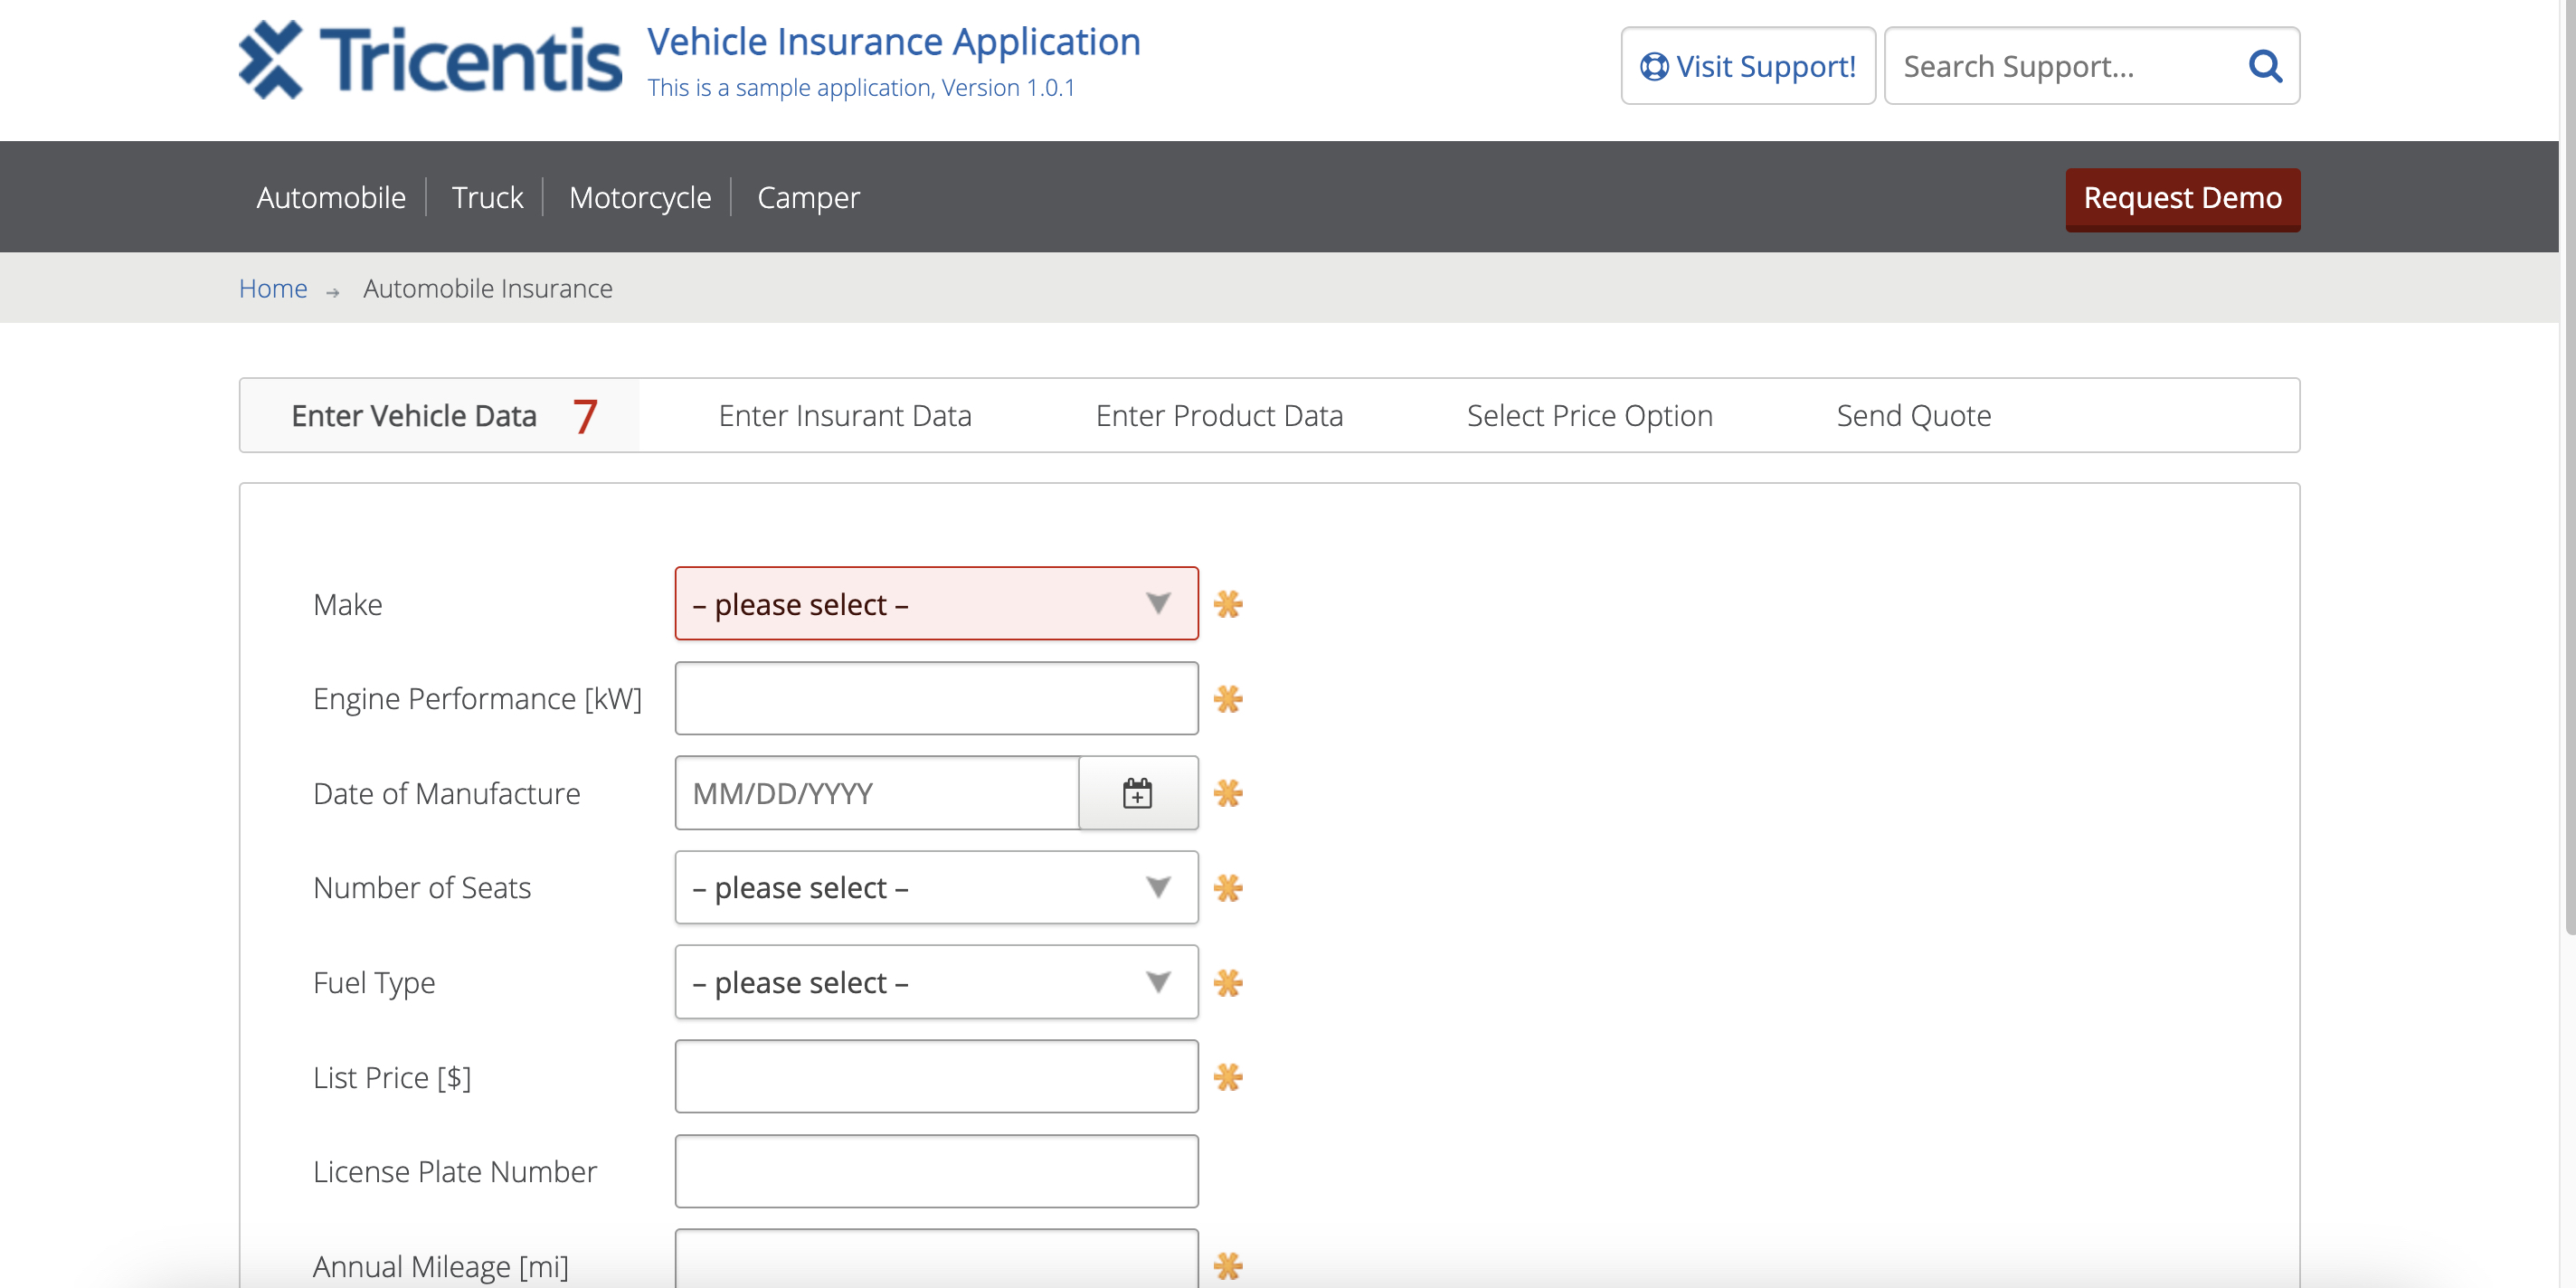 Tricentis
Vehicle Insurance Application
This is a sample application, Version 1.0.1
Visit Support!
Search Support...
Automobile
Truck
Motorcycle
Camper
Request Demo
Home → Automobile Insurance
Enter Vehicle Data 7
Enter Insurant Data
Enter Product Data
Select Price Option
Send Quote
Make
– please select –
Engine Performance [kW]
Date of Manufacture
MM/DD/YYYY
Number of Seats
– please select –
Fuel Type
– please select –
List Price [$]
License Plate Number
Annual Mileage [mi]